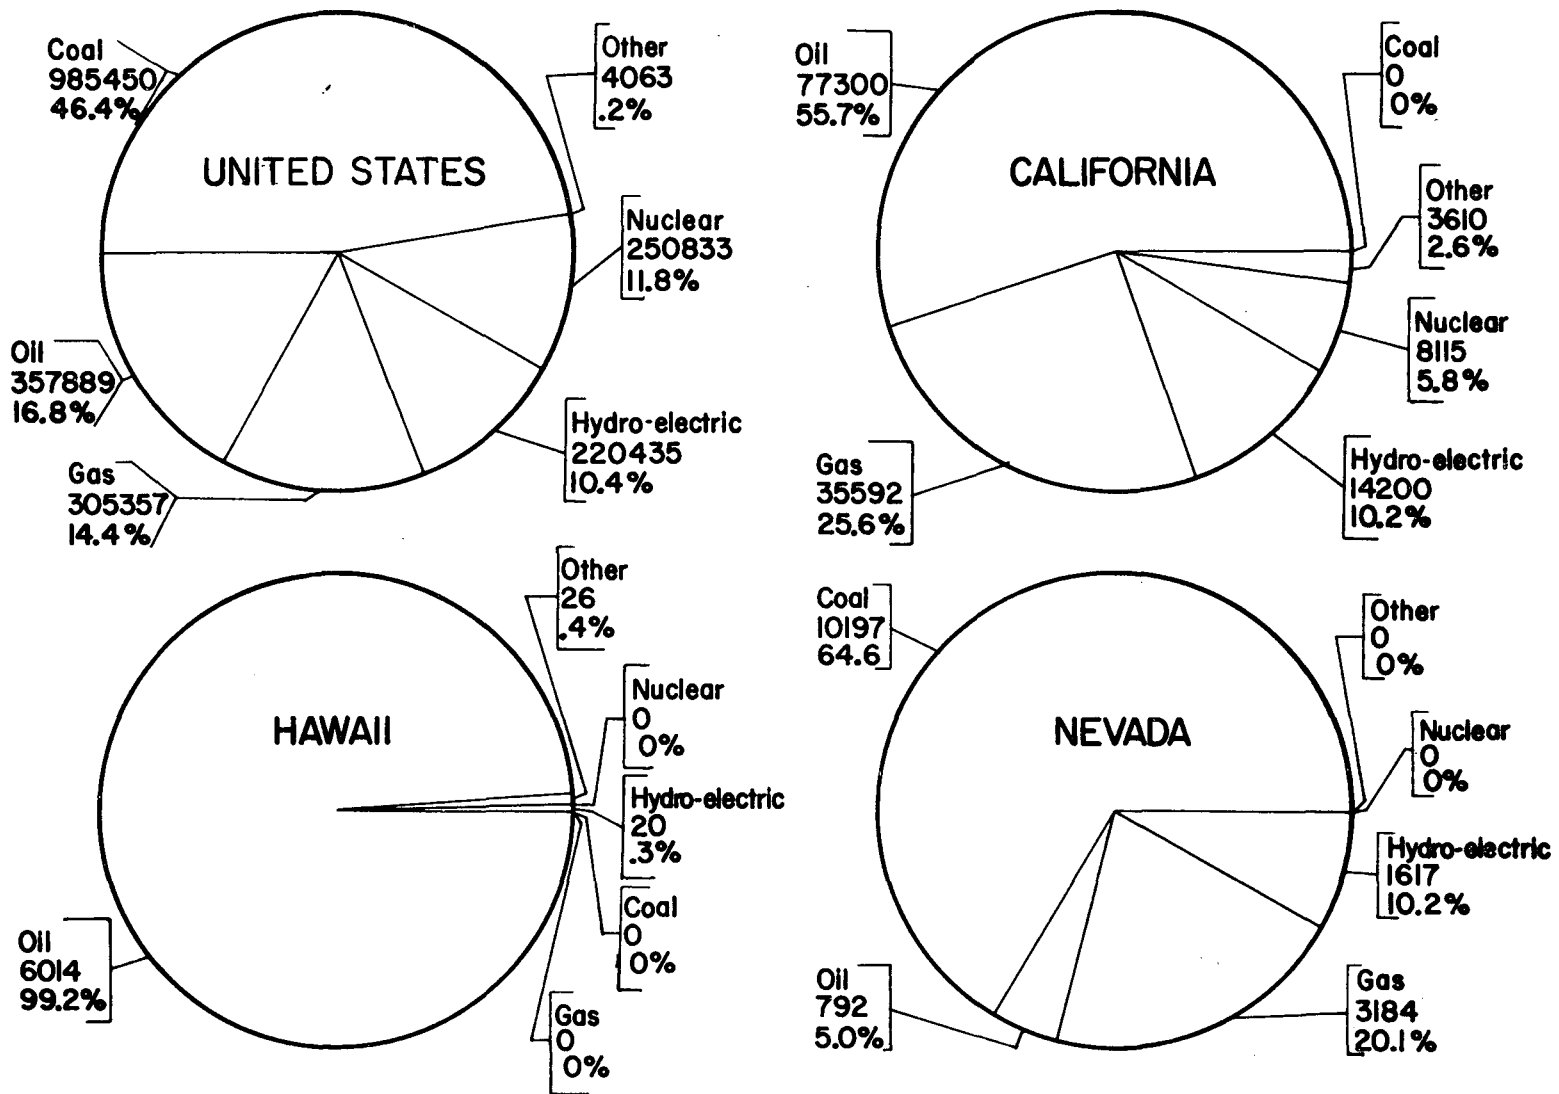 Coal
985450
46.4%
Other
4063
.2%
UNITED STATES
Nuclear
250833
11.8%
Oil
357889
16.8%
Hydro-electric
220435
10.4%
Gas
305357
14.4%
Oil
77300
55.7%
Coal
0
0%
CALIFORNIA
Other
3610
2.6%
Nuclear
8115
5.8%
Gas
35592
25.6%
Hydro-electric
14200
10.2%
Other
26
.4%
HAWAII
Nuclear
0
0%
Hydro-electric
20
.3%
Coal
0
0%
Oil
6014
99.2%
Gas
0
0%
Coal
10197
64.6
Other
0
0%
NEVADA
Nuclear
0
0%
Hydro-electric
1617
10.2%
Oil
792
5.0%
Gas
3184
20.1%